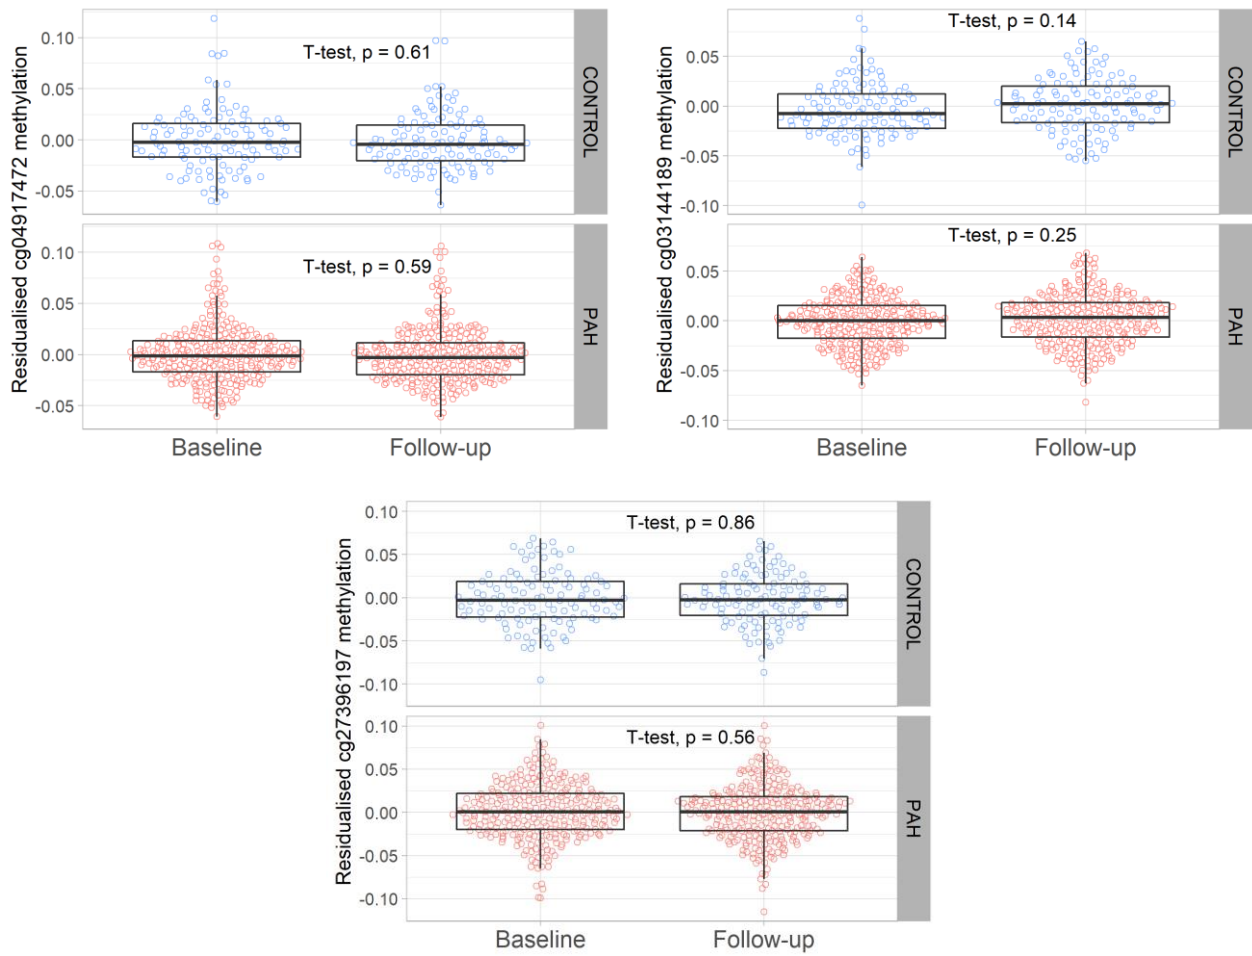 Residualised cg04917472 methylation
0.10
0.05
0.00
-0.05
T-test, p = 0.61
CONTROL
0.10
0.05
0.00
-0.05
T-test, p = 0.59
PAH
Baseline
Follow-up
Residualised cg03144189 methylation
0.05
0.00
-0.05
-0.10
T-test, p = 0.14
CONTROL
0.05
0.00
-0.05
-0.10
T-test, p = 0.25
PAH
Baseline
Follow-up
Residualised cg27396197 methylation
0.10
0.05
0.00
-0.05
-0.10
T-test, p = 0.86
CONTROL
0.10
0.05
0.00
-0.05
-0.10
T-test, p = 0.56
PAH
Baseline
Follow-up